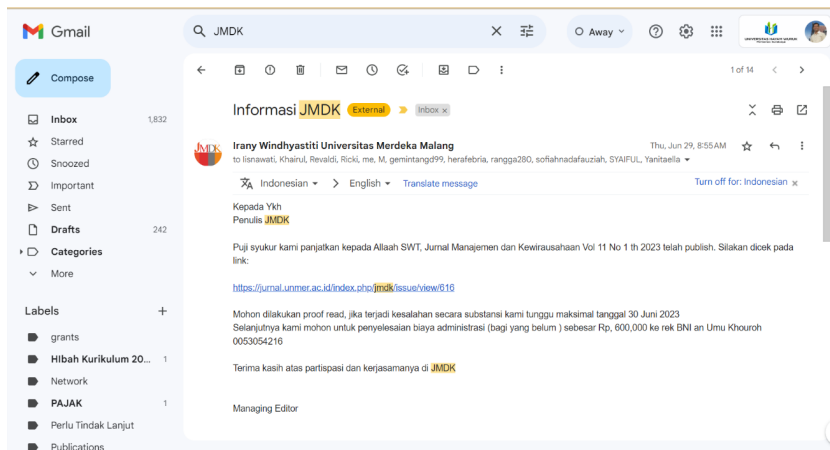 Gmail
JMDK
Away
UNIVERSITAS HAYAM WURUK
Compose
1 of 14
Inbox 1,832
Starred
Snoozed
Important
Sent
Drafts 242
Categories
More
Labels
grants
HIbah Kurikulum 20... 1
Network
PAJAK 1
Perlu Tindak Lanjut
Publications
Informasi JMDK External Inbox x
JMDK
Irany Windhyastiti Universitas Merdeka Malang
Thu, Jun 29, 8:55 AM
to lisnawati, Khairul, Revaldi, Ricki, me, M, gemintangd99, herafebria, rangga280, sofiahnadafauziah, SYAIFUL, Yanitaella
Indonesian > English Translate message
Turn off for: Indonesian x
Kepada Ykh
Penulis JMDK
Puji syukur kami panjatkan kepada Allaah SWT, Jurnal Manajemen dan Kewirausahaan Vol 11 No 1 th 2023 telah publish. Silakan dicek pada
link:
https://jurnal.unmer.ac.id/index.php/jmdk/issue/view/616
Mohon dilakukan proof read, jika terjadi kesalahan secara substansi kami tunggu maksimal tanggal 30 Juni 2023
Selanjutnya kami mohon untuk penyelesaian biaya administrasi (bagi yang belum ) sebesar Rp, 600,000 ke rek BNI an Umu Khouroh
0053054216
Terima kasih atas partispasi dan kerjasamanya di JMDK
Managing Editor